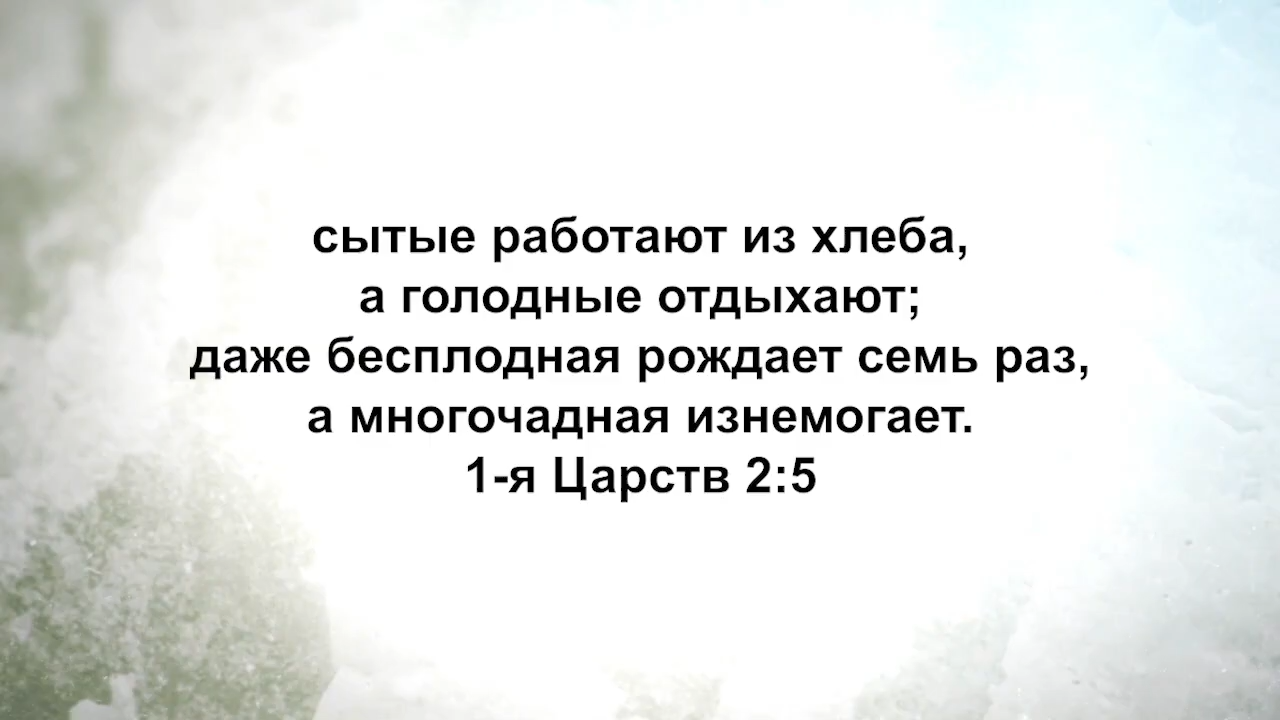 сытые работают из хлеба,
а голодные отдыхают;
даже бесплодная рождает семь раз,
а многочадная изнемогает.
1-я Царств 2:5